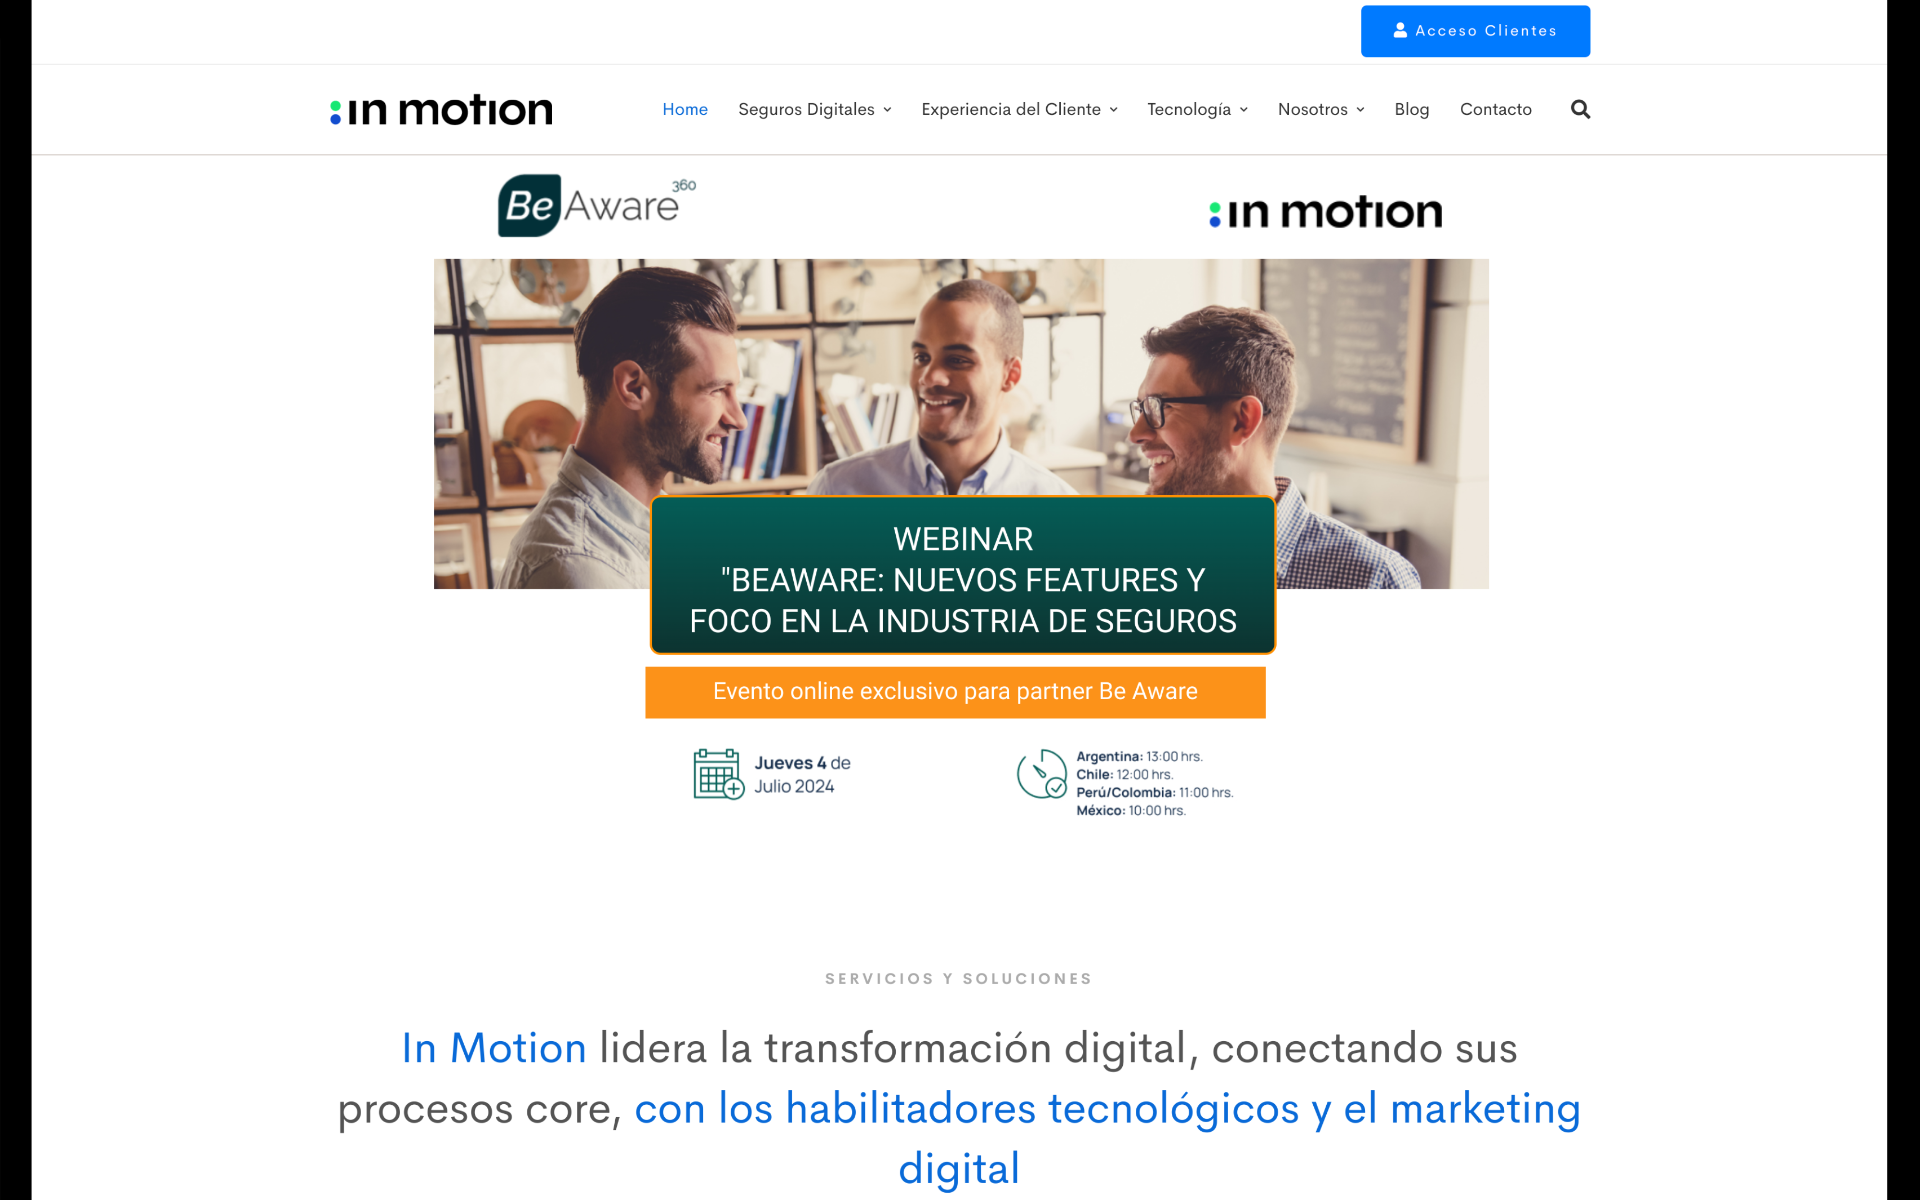 Acceso Clientes
in motion
Home Seguros Digitales Experiencia del Cliente Tecnología Nosotros Blog Contacto
Be Aware 360
in motion
WEBINAR
"BEAWARE: NUEVOS FEATURES Y
FOCO EN LA INDUSTRIA DE SEGUROS
Evento online exclusivo para partner Be Aware
Jueves 4 de
Julio 2024
Argentina: 13:00 hrs.
Chile: 12:00 hrs.
Perú/Colombia: 11:00 hrs.
México: 10:00 hrs.
SERVICIOS Y SOLUCIONES
In Motion lidera la transformación digital, conectando sus
procesos core, con los habilitadores tecnológicos y el marketing
digital